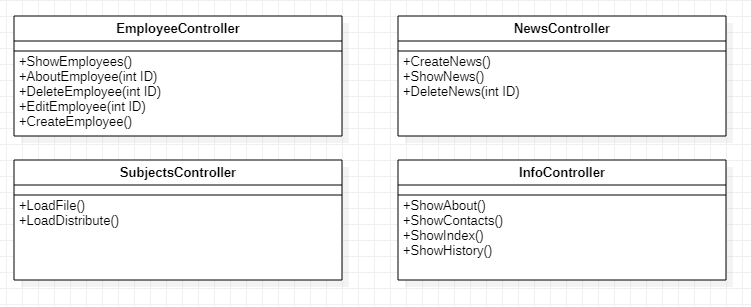 EmployeeController
+ShowEmployees()
+AboutEmployee(int ID)
+DeleteEmployee(int ID)
+EditEmployee(int ID)
+CreateEmployee()
NewsController
+CreateNews()
+ShowNews()
+DeleteNews(int ID)
SubjectsController
+LoadFile()
+LoadDistribute()
InfoController
+ShowAbout()
+ShowContacts()
+ShowIndex()
+ShowHistory()